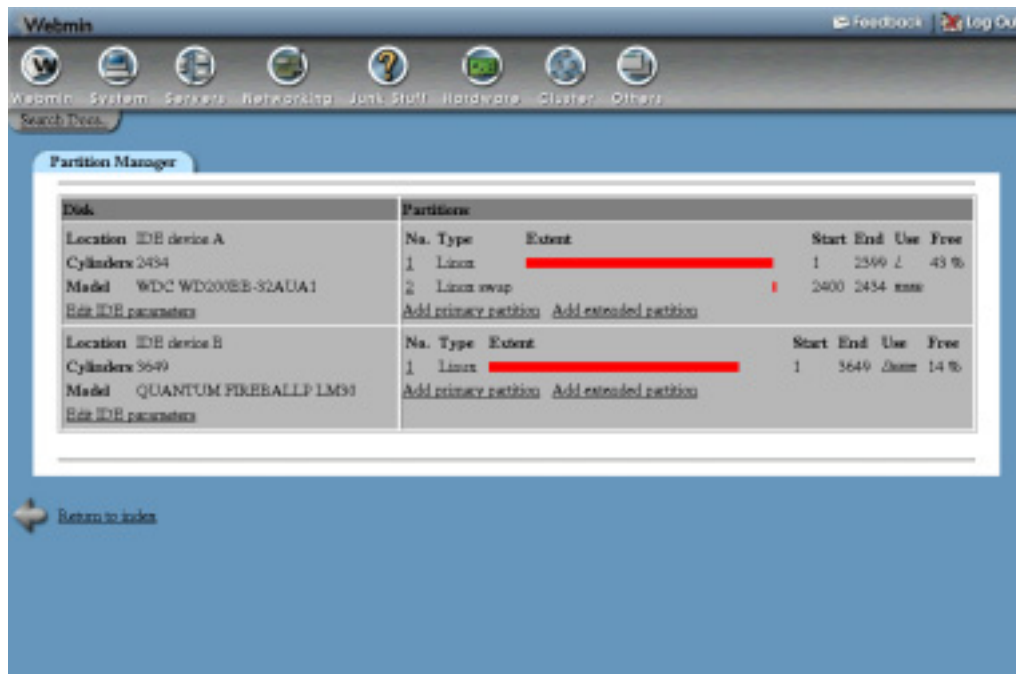 Webmin
Feedback Log Ou
Webmin System Servers Networking Junk Stuff Hardware Cluster Others
Search Docs..
Partition Manager
Disk Partitions
Location IDE device A
Cylinders 2434
Model WDC WD200BB-32AUA1
Edit IDE parameters
No. Type Extent Start End Use Free
1 Linux 1 2399 / 43 %
2 Linux swap 2400 2434
Add primary partition Add extended partition
Location IDE device B
Cylinders 3649
Model QUANTUM FIREBALLP LM30
Edit IDE parameters
No. Type Extent Start End Use Free
1 Linux 1 3649 /home 14 %
Add primary partition Add extended partition
Return to index